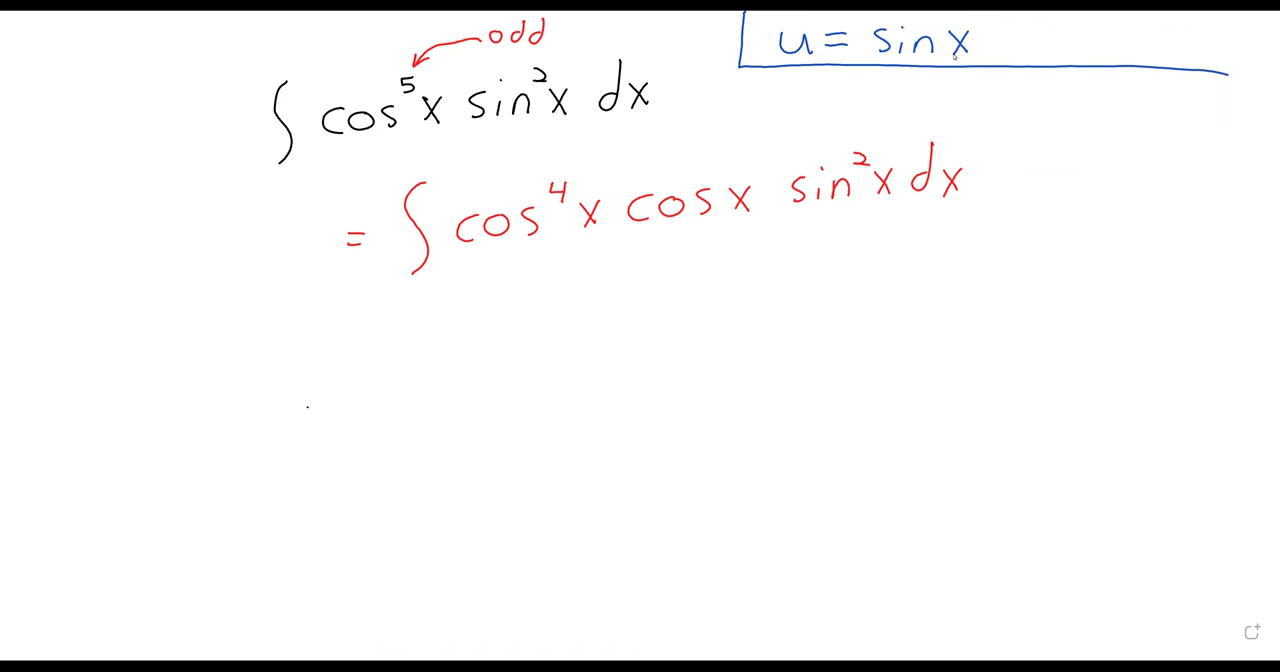 odd
u = sin x
∫ cos⁵x sin²x dx
= ∫ cos⁴x cos x sin²x dx